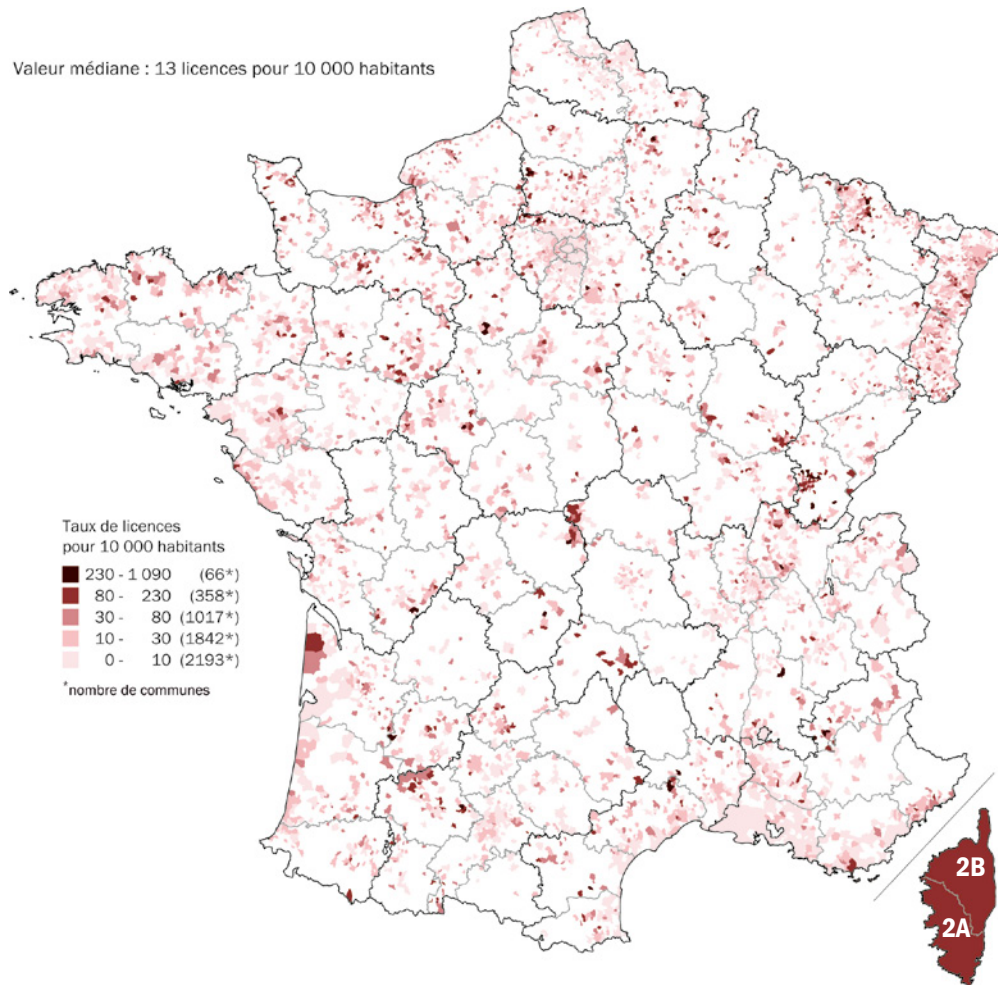 Valeur médiane : 13 licences pour 10 000 habitants
Taux de licences
pour 10 000 habitants
230 - 1 090 (66*)
80 - 230 (358*)
30 - 80 (1017*)
10 - 30 (1842*)
0 - 10 (2193*)
*nombre de communes
2B
2A